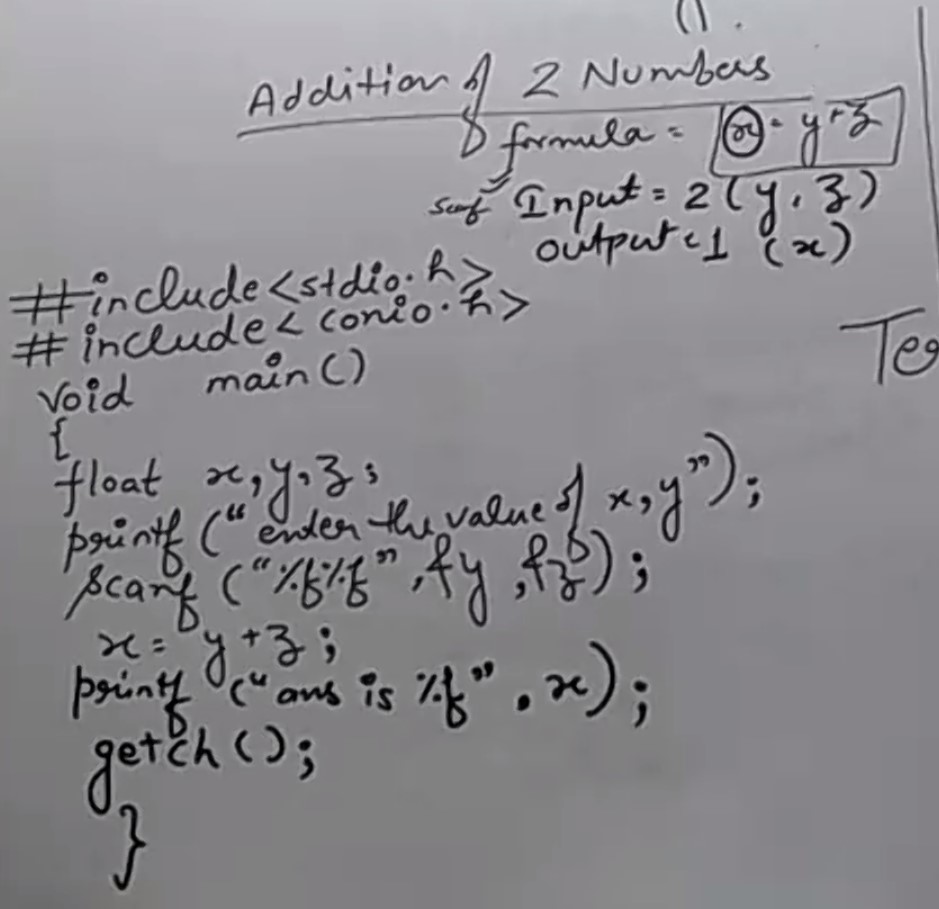 ().
Addition of 2 Numbers
formula = x = y + z
scanf Input = 2 (y, z)
output = 1 (x)
#include<stdio.h>
#include<conio.h>
void main()
{
float x,y,z;
printf("enter the value of x,y");
scanf("%f%f",&y,&z);
x= y+z;
printf("ans is %f", x);
getch();
}